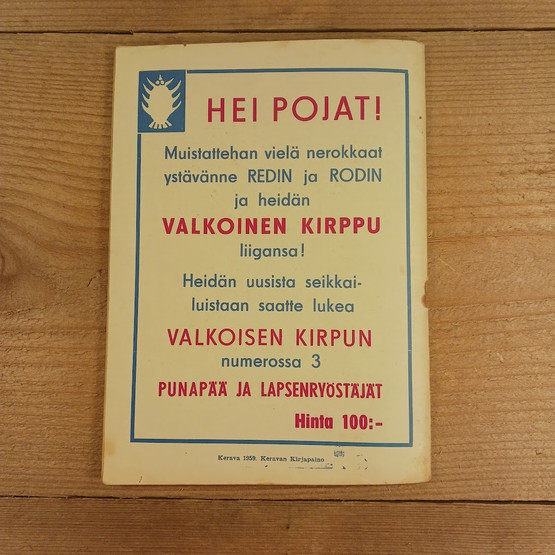 HEI POJAT!
Muistattehan vielä nerokkaat
ystävänne REDIN ja RODIN
ja heidän
VALKOINEN KIRPPU
liigansa!
Heidän uusista seikkai-
luistaan saatte lukea
VALKOISEN KIRPUN
numerossa 3
PUNAPÄÄ JA LAPSENRYÖSTÄJÄT
Hinta 100:-
Kerava 1959. Keravan Kirjapaino